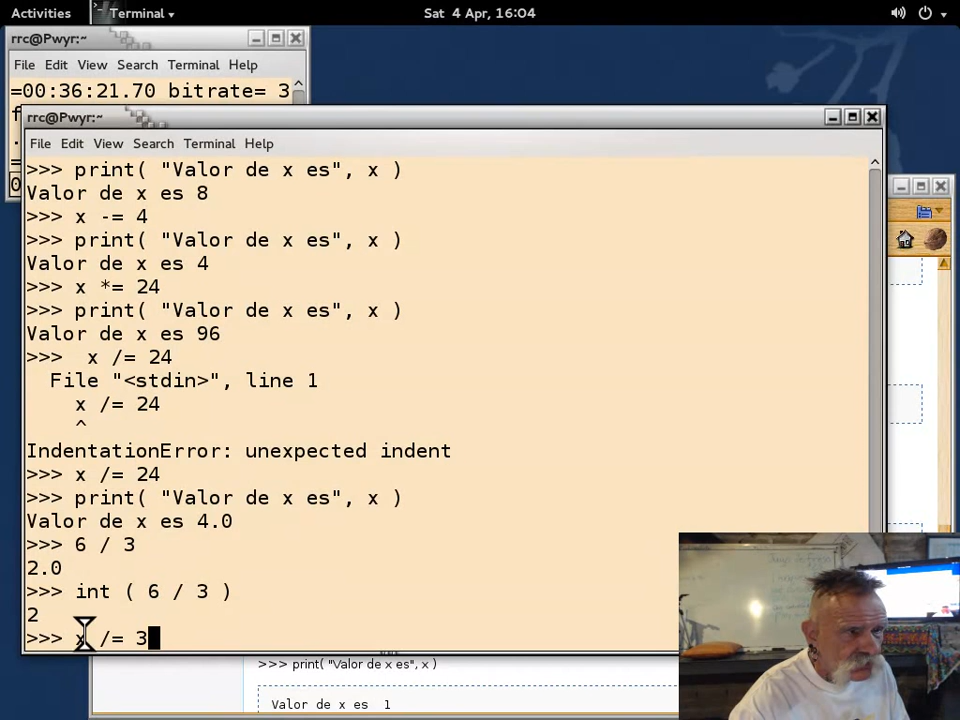 Activities Terminal Sat 4 Apr, 16:04
rrc@Pwyr:~
File Edit View Search Terminal Help
=00:36:21.70 bitrate= 3
rrc@Pwyr:~
File Edit View Search Terminal Help
>>> print( "Valor de x es", x )
Valor de x es 8
>>> x -= 4
>>> print( "Valor de x es", x )
Valor de x es 4
>>> x *= 24
>>> print( "Valor de x es", x )
Valor de x es 96
>>>  x /= 24
  File "<stdin>", line 1
    x /= 24
    ^
IndentationError: unexpected indent
>>> x /= 24
>>> print( "Valor de x es", x )
Valor de x es 4.0
>>> 6 / 3
2.0
>>> int ( 6 / 3 )
2
>>> x /= 3
>>> print( "Valor de x es", x )
Valor de x es 1